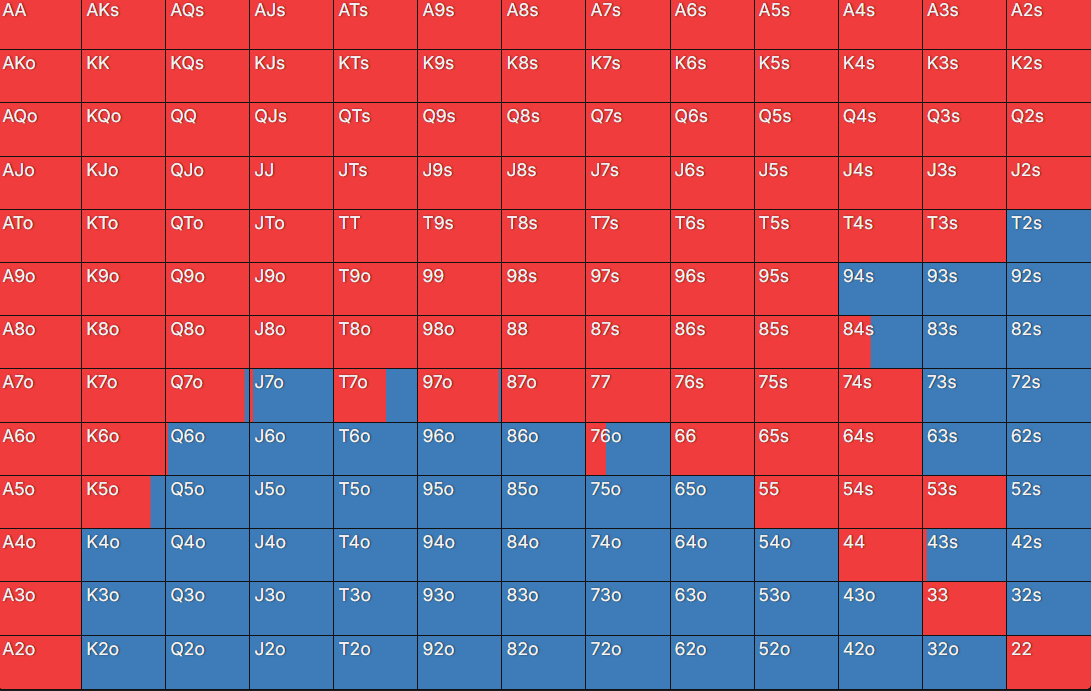 AA AKs AQs AJs ATs A9s A8s A7s A6s A5s A4s A3s A2s
AKo KK KQs KJs KTs K9s K8s K7s K6s K5s K4s K3s K2s
AQo KQo QQ QJs QTs Q9s Q8s Q7s Q6s Q5s Q4s Q3s Q2s
AJo KJo QJo JJ JTs J9s J8s J7s J6s J5s J4s J3s J2s
ATo KTo QTo JTo TT T9s T8s T7s T6s T5s T4s T3s T2s
A9o K9o Q9o J9o T9o 99 98s 97s 96s 95s 94s 93s 92s
A8o K8o Q8o J8o T8o 98o 88 87s 86s 85s 84s 83s 82s
A7o K7o Q7o J7o T7o 97o 87o 77 76s 75s 74s 73s 72s
A6o K6o Q6o J6o T6o 96o 86o 76o 66 65s 64s 63s 62s
A5o K5o Q5o J5o T5o 95o 85o 75o 65o 55 54s 53s 52s
A4o K4o Q4o J4o T4o 94o 84o 74o 64o 54o 44 43s 42s
A3o K3o Q3o J3o T3o 93o 83o 73o 63o 53o 43o 33 32s
A2o K2o Q2o J2o T2o 92o 82o 72o 62o 52o 42o 32o 22